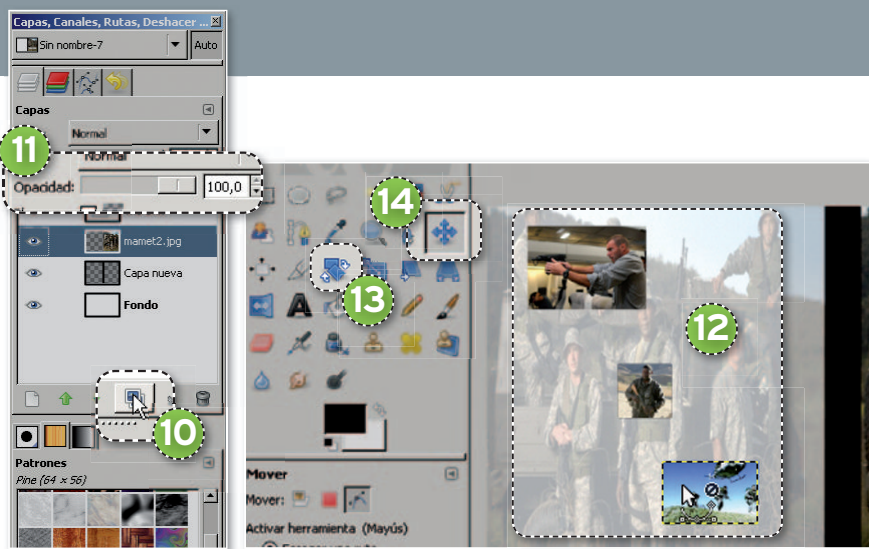 Capas, Canales, Rutas, Deshacer ...
Sin nombre-7
Auto
Capas
Normal
11
Normal
Opacidad:
100,0
mamet2.jpg
Capa nueva
Fondo
10
Patrones
Pine (64 × 56)
14
13
12
Mover
Mover:
Activar herramienta (Mayús)